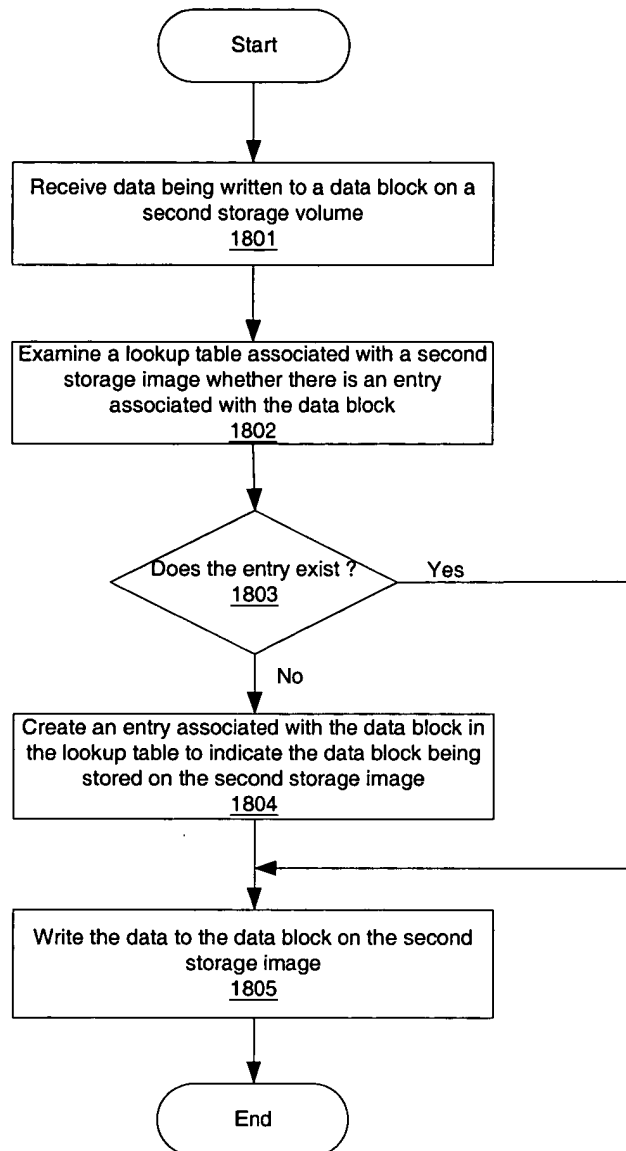 Start
Receive data being written to a data block on a
second storage volume
1801
Examine a lookup table associated with a second
storage image whether there is an entry
associated with the data block
1802
Does the entry exist ?
1803
Yes
No
Create an entry associated with the data block in
the lookup table to indicate the data block being
stored on the second storage image
1804
Write the data to the data block on the second
storage image
1805
End